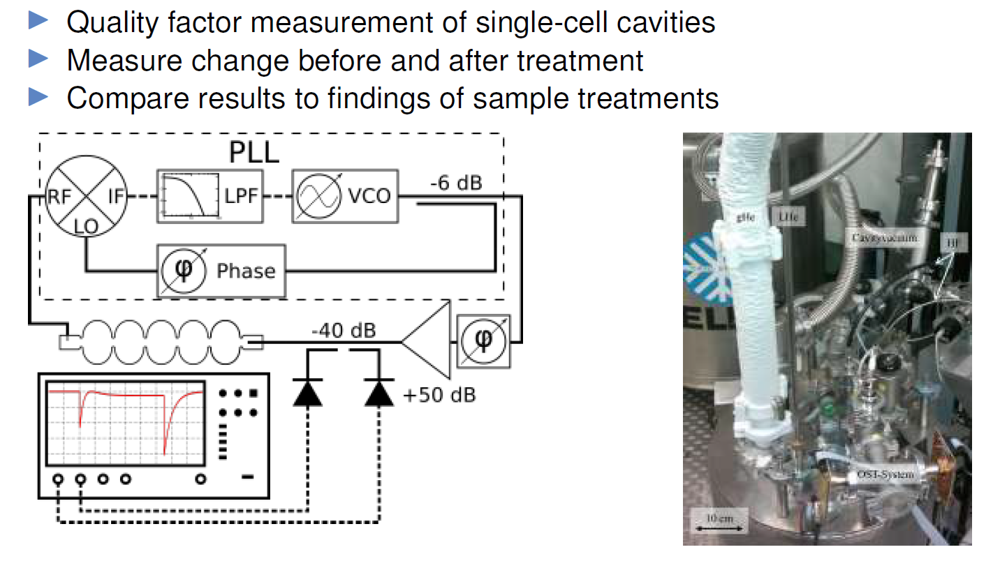 Quality factor measurement of single-cell cavities
Measure change before and after treatment
Compare results to findings of sample treatments
PLL
RF
IF
LO
LPF
VCO
-6 dB
φ
Phase
-40 dB
φ
+50 dB
gHe
LHe
Cavityvacuum
HF
ELL
OST-System
10 cm